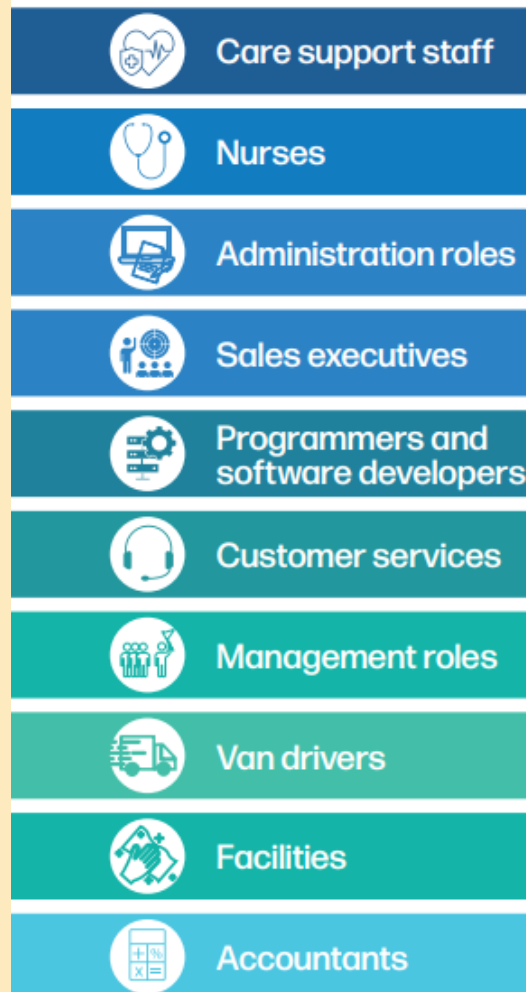 Care support staff
Nurses
Administration roles
Sales executives
Programmers and
software developers
Customer services
Management roles
Van drivers
Facilities
Accountants